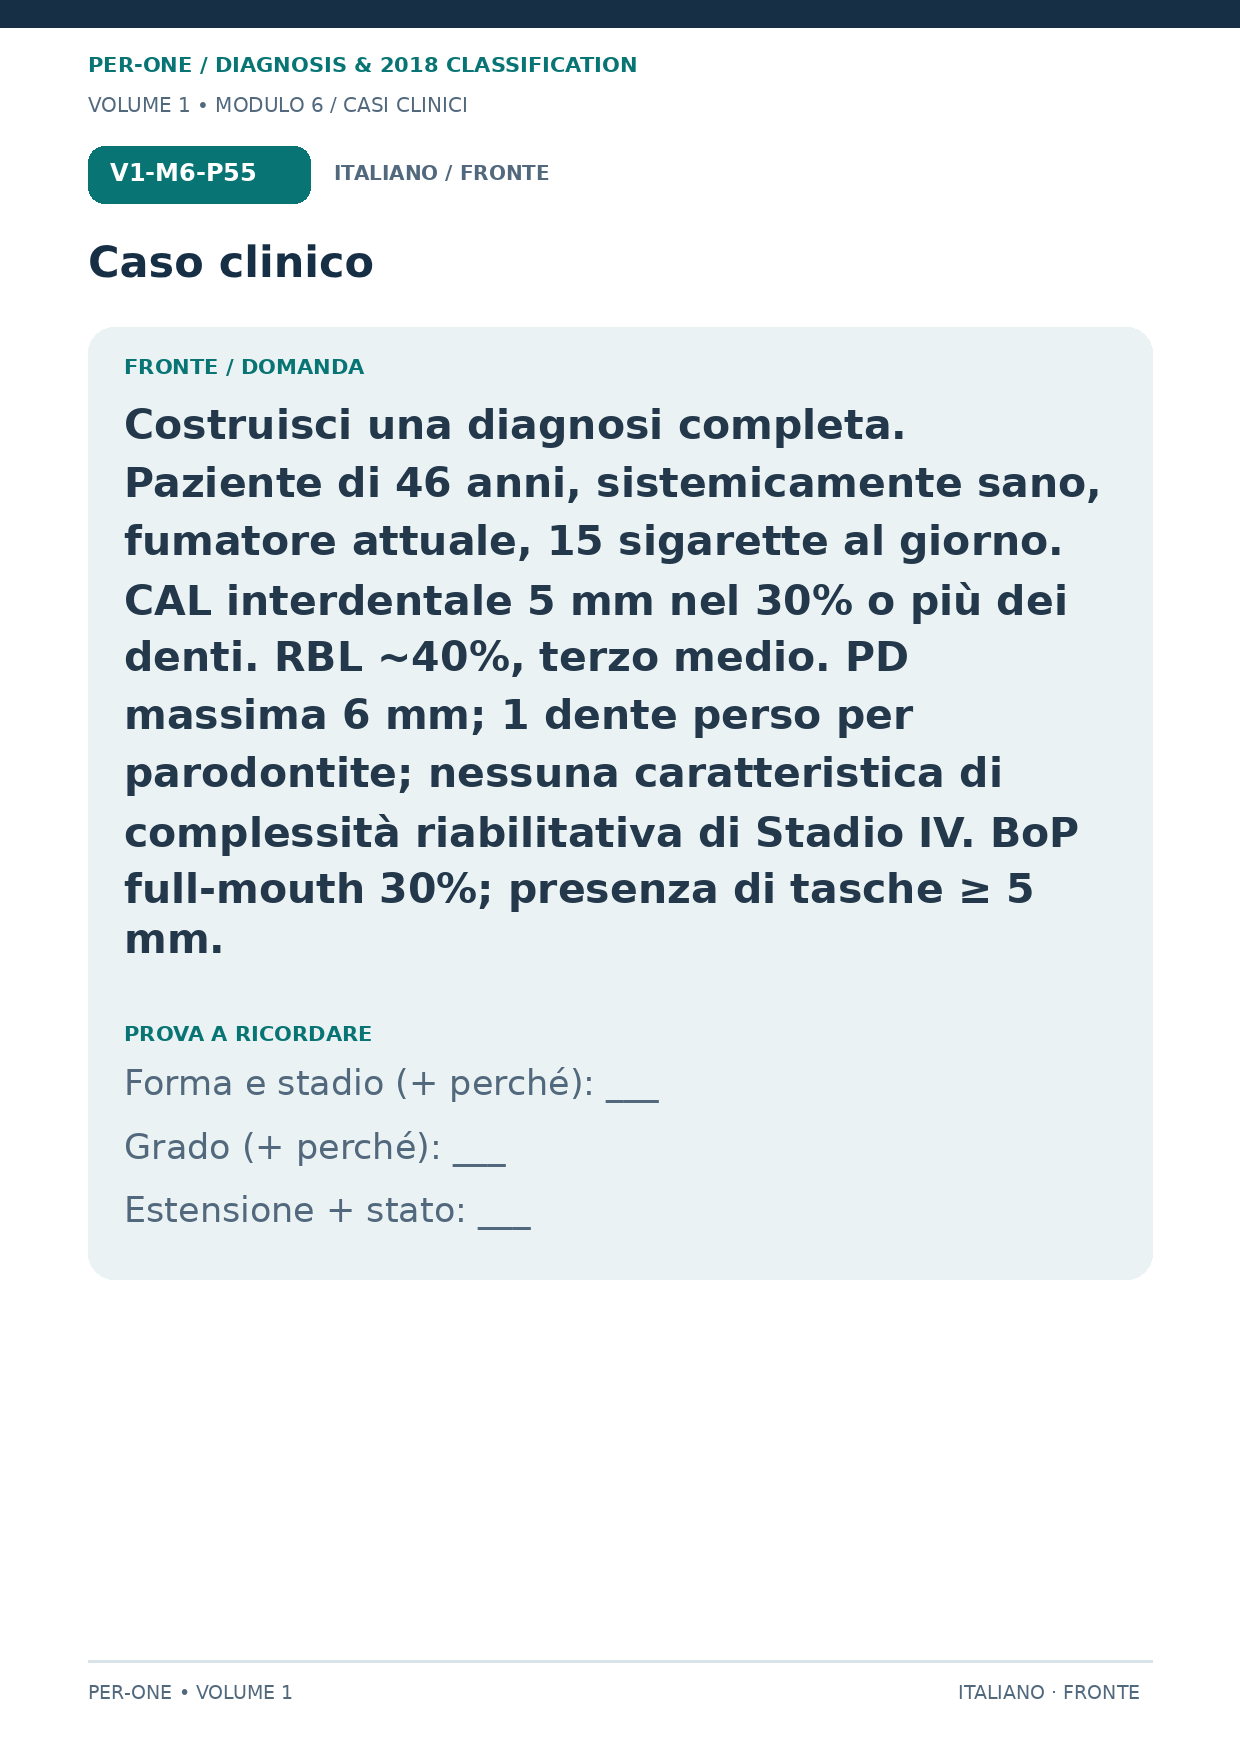 PER-ONE / DIAGNOSIS & 2018 CLASSIFICATION
VOLUME 1 • MODULO 6 / CASI CLINICI
V1-M6-P55
ITALIANO / FRONTE
Caso clinico
FRONTE / DOMANDA
Costruisci una diagnosi completa.
Paziente di 46 anni, sistemicamente sano,
fumatore attuale, 15 sigarette al giorno.
CAL interdentale 5 mm nel 30% o più dei
denti. RBL ~40%, terzo medio. PD
massima 6 mm; 1 dente perso per
parodontite; nessuna caratteristica di
complessità riabilitativa di Stadio IV. BoP
full-mouth 30%; presenza di tasche ≥ 5
mm.
PROVA A RICORDARE
Forma e stadio (+ perché): ___
Grado (+ perché): ___
Estensione + stato: ___
PER-ONE • VOLUME 1
ITALIANO · FRONTE